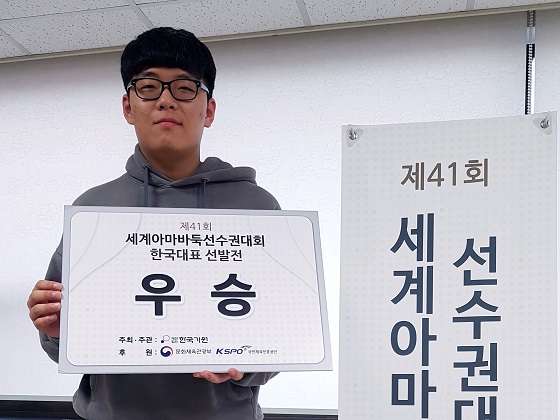 제41회
세계아마바둑선수권대회
한국대표 선발전
우 승
주최·주관 : 한국기원
후 원 : 문화체육관광부 KSPO 국민체육진흥공단
제41회
세계아마
선수권대